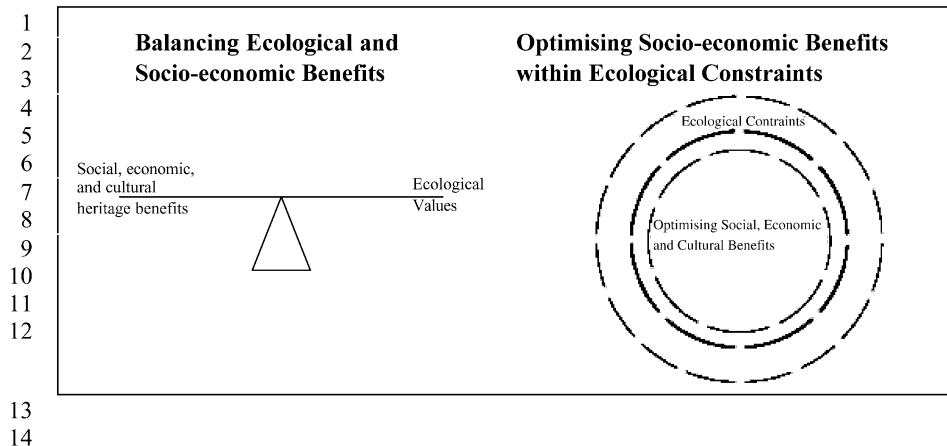 1
2
3
4
5
6
7
8
9
10
11
12
13
14
Balancing Ecological and
Socio-economic Benefits
Social, economic,
and cultural
heritage benefits
Ecological
Values
Optimising Socio-economic Benefits
within Ecological Constraints
Ecological Contraints
Optimising Social, Economic
and Cultural Benefits